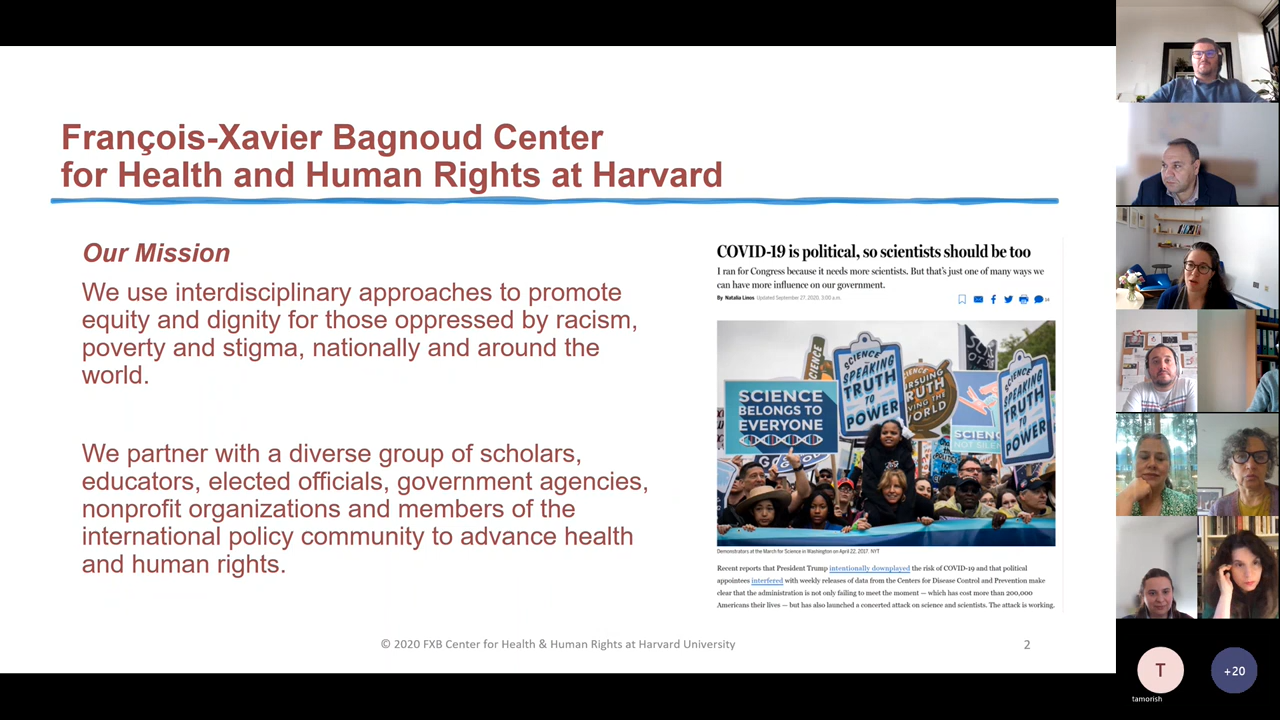 François-Xavier Bagnoud Center
for Health and Human Rights at Harvard
Our Mission
We use interdisciplinary approaches to promote
equity and dignity for those oppressed by racism,
poverty and stigma, nationally and around the
world.
We partner with a diverse group of scholars,
educators, elected officials, government agencies,
nonprofit organizations and members of the
international policy community to advance health
and human rights.
COVID-19 is political, so scientists should be too
I ran for Congress because it needs more scientists. But that's just one of many ways we
can have more influence on our government.
By Natalia Linos Updated September 27, 2020, 3:00 a.m.
SCIENCE
BELONGS TO
EVERYONE
SCIENCE
SPEAKING
TRUTH
TO
POWER
SCIENCE
TRUTH
WORLD
SCIENCE
SPEAKING
TRUTH
TO
POWER
Demonstrators at the March for Science in Washington on April 22, 2017. NYT
Recent reports that President Trump intentionally downplayed the risk of COVID-19 and that political
appointees interfered with weekly releases of data from the Centers for Disease Control and Prevention make
clear that the administration is not only failing to meet the moment — which has cost more than 200,000
Americans their lives — but has also launched a concerted attack on science and scientists. The attack is working.
© 2020 FXB Center for Health & Human Rights at Harvard University
2
T
+20
tamorish